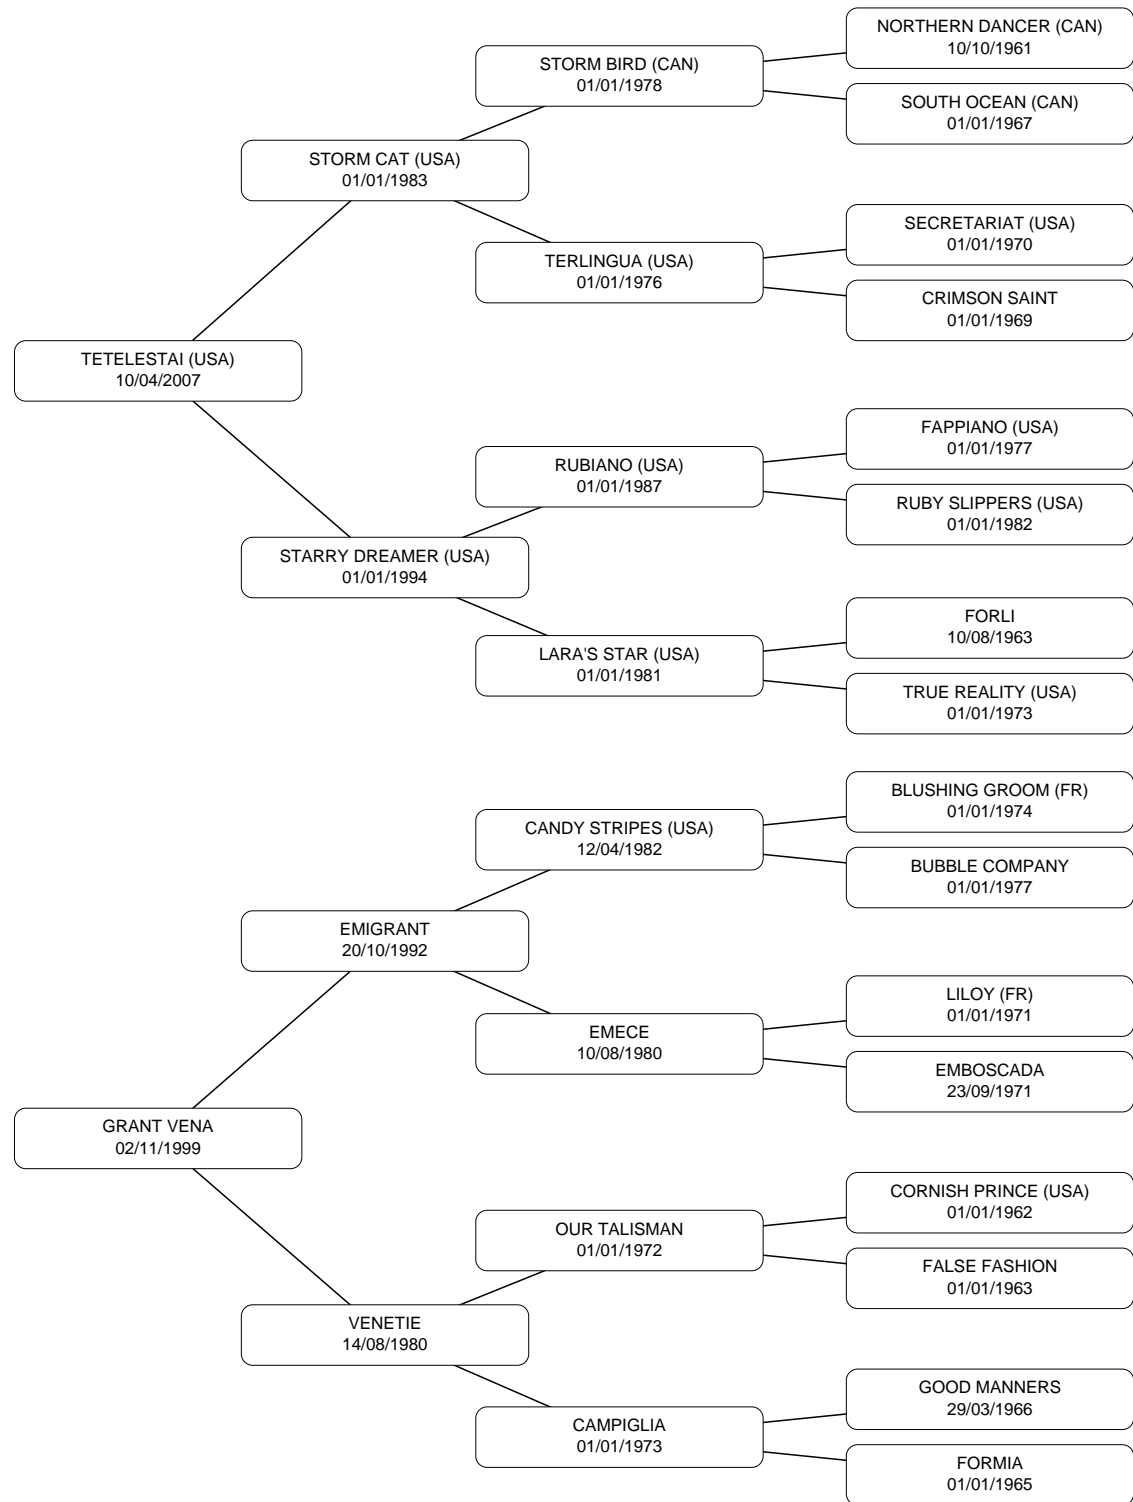 NORTHERN DANCER (CAN)
10/10/1961
STORM BIRD (CAN)
01/01/1978
SOUTH OCEAN (CAN)
01/01/1967
STORM CAT (USA)
01/01/1983
SECRETARIAT (USA)
01/01/1970
TERLINGUA (USA)
01/01/1976
CRIMSON SAINT
01/01/1969
TETELESTAI (USA)
10/04/2007
FAPPIANO (USA)
01/01/1977
RUBIANO (USA)
01/01/1987
RUBY SLIPPERS (USA)
01/01/1982
STARRY DREAMER (USA)
01/01/1994
FORLI
10/08/1963
LARA'S STAR (USA)
01/01/1981
TRUE REALITY (USA)
01/01/1973
BLUSHING GROOM (FR)
01/01/1974
CANDY STRIPES (USA)
12/04/1982
BUBBLE COMPANY
01/01/1977
EMIGRANT
20/10/1992
LILOY (FR)
01/01/1971
EMECE
10/08/1980
EMBOSCADA
23/09/1971
GRANT VENA
02/11/1999
CORNISH PRINCE (USA)
01/01/1962
OUR TALISMAN
01/01/1972
FALSE FASHION
01/01/1963
VENETIE
14/08/1980
GOOD MANNERS
29/03/1966
CAMPIGLIA
01/01/1973
FORMIA
01/01/1965